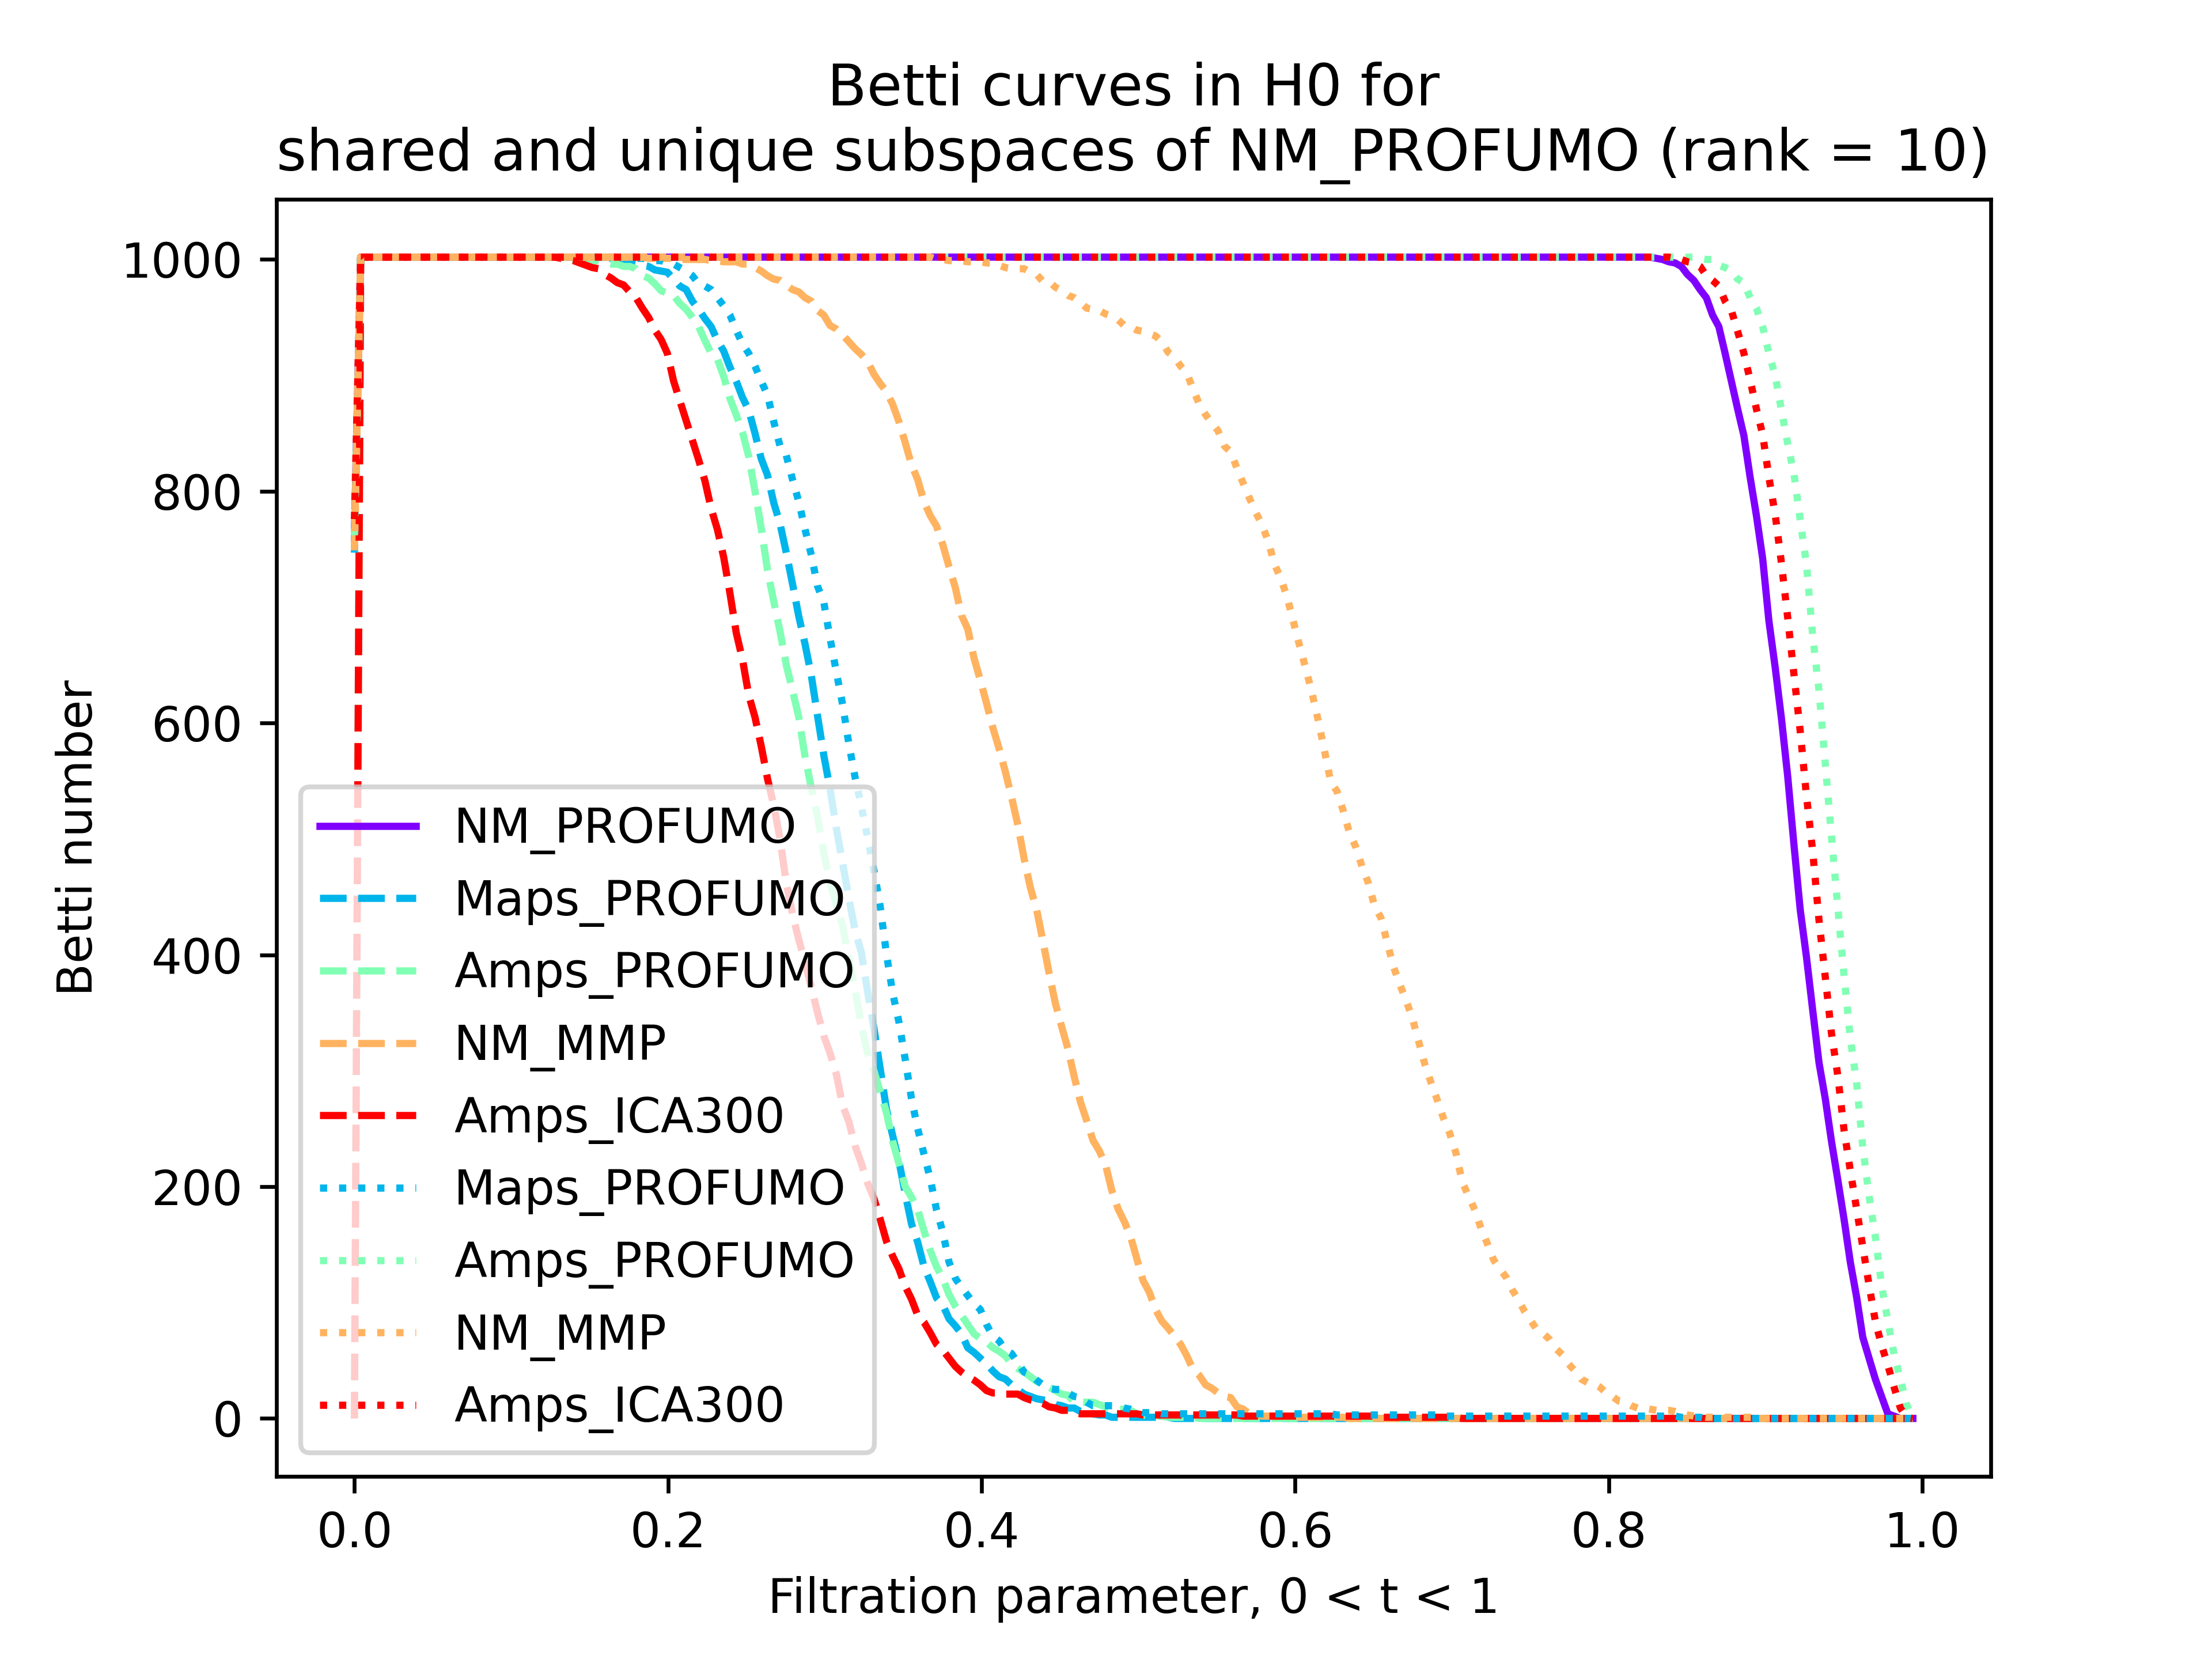 Betti curves in H0 for
shared and unique subspaces of NM_PROFUMO (rank = 10)
1000
800
600
400
200
0
Betti number
NM_PROFUMO
Maps_PROFUMO
Amps_PROFUMO
NM_MMP
Amps_ICA300
Maps_PROFUMO
Amps_PROFUMO
NM_MMP
Amps_ICA300
0.0 0.2 0.4 0.6 0.8 1.0
Filtration parameter, 0 < t < 1